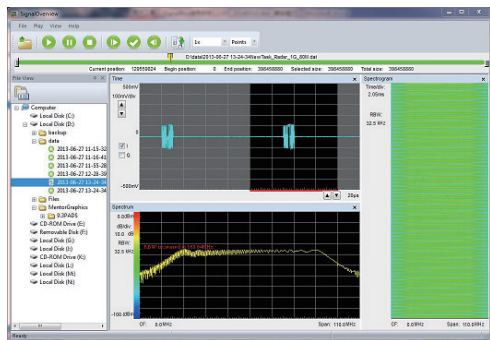 SignalOverview
File Play View Help
1x Points
D:\data\2013-06-27 13-24-34\NewTask_Radar_1G_80M.dat
Current position: 129559824 Begin position: 0 End position: 398458880 Selected size: 398458880 Total size: 398458880
File View
Computer
Local Disk (C:)
Local Disk (D:)
backup
data
2013-06-27 11-15-32
2013-06-27 11-16-41
2013-06-27 11-55-28
2013-06-27 12-28-39
2013-06-27 13-24-34
2013-06-27 13-24-34
Files
MentorGraphics
9.3PADS
CD-ROM Drive (E:)
Removable Disk (F:)
Local Disk (G:)
Local Disk (J:)
CD-ROM Drive (K:)
Local Disk (L:)
Local Disk (M:)
Local Disk (N:)
Time
500mV
100mV/div
0
I
Q
-500mV
20µs
Spectrum
0.0dBm
dB/div:
10.0 dB
RBW:
32.5 kHz
-100.0dBm
CF: 0.0MHz Span: 110.0MHz
Spectrogram
Time/div:
2.05ms
RBW:
32.5 kHz
CF: 0.0MHz Span: 110.0MHz
Ready